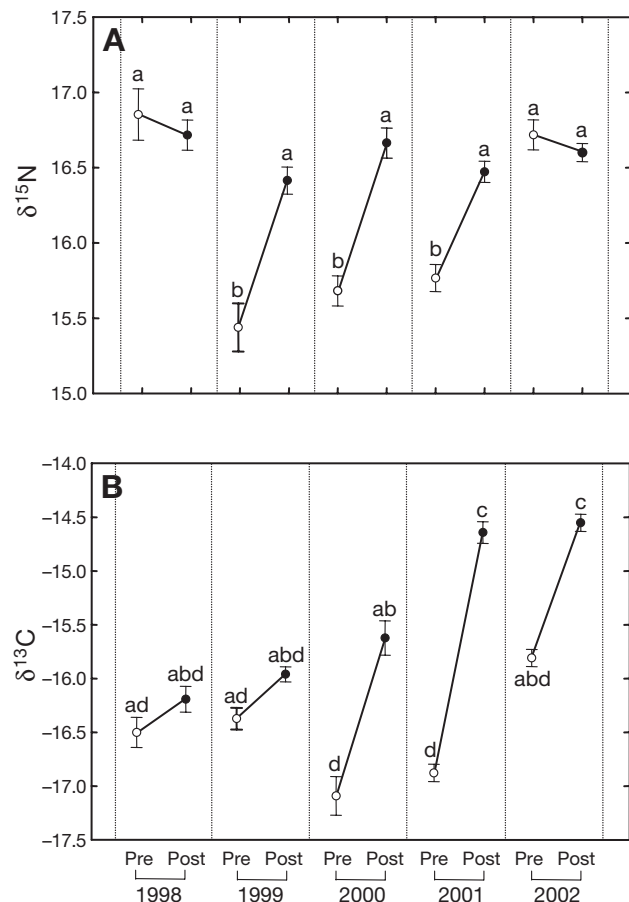 17.5
A
a
a
a
a
a
a
a
17.0
16.5
δ15N
16.0
b
b
b
15.5
15.0
−14.0
B
c
c
−14.5
−15.0
ab
−15.5
δ13C
abd
abd
−16.0
ad
ad
abd
−16.5
d
d
−17.0
−17.5
Pre Post Pre Post Pre Post Pre Post Pre Post
1998 1999 2000 2001 2002